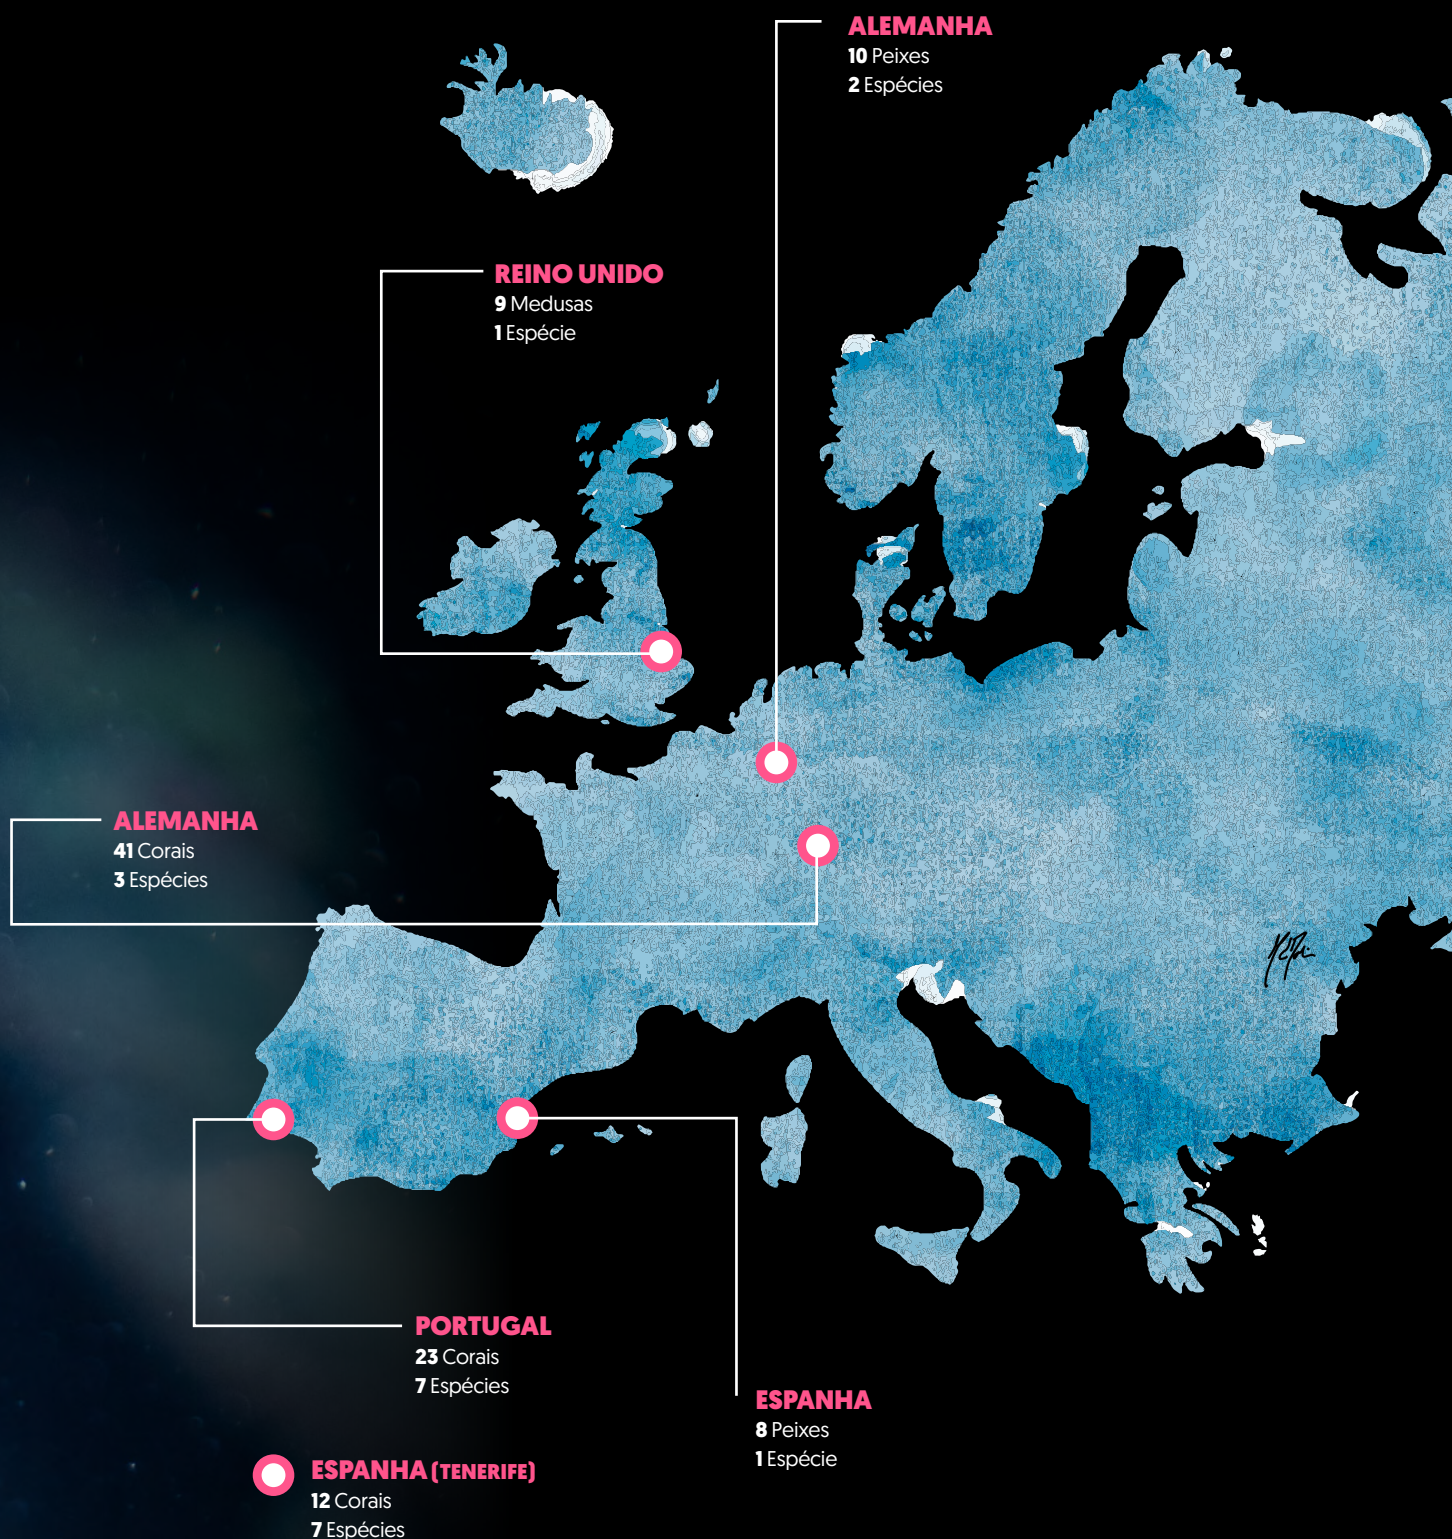 ALEMANHA
10 Peixes
2 Espécies
REINO UNIDO
9 Medusas
1 Espécie
ALEMANHA
41 Corais
3 Espécies
PORTUGAL
23 Corais
7 Espécies
ESPANHA
8 Peixes
1 Espécie
ESPANHA (TENERIFE)
12 Corais
7 Espécies